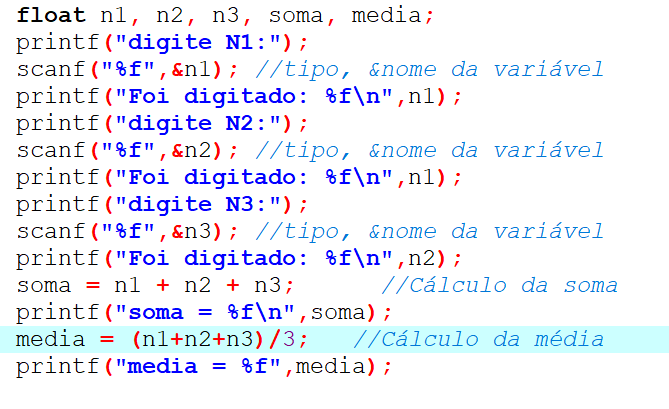 float n1, n2, n3, soma, media;
printf("digite N1:");
scanf("%f",&n1); //tipo, &nome da variável
printf("Foi digitado: %f\n",n1);
printf("digite N2:");
scanf("%f",&n2); //tipo, &nome da variável
printf("Foi digitado: %f\n",n1);
printf("digite N3:");
scanf("%f",&n3); //tipo, &nome da variável
printf("Foi digitado: %f\n",n2);
soma = n1 + n2 + n3;      //Cálculo da soma
printf("soma = %f\n",soma);
media = (n1+n2+n3)/3;   //Cálculo da média
printf("media = %f",media);